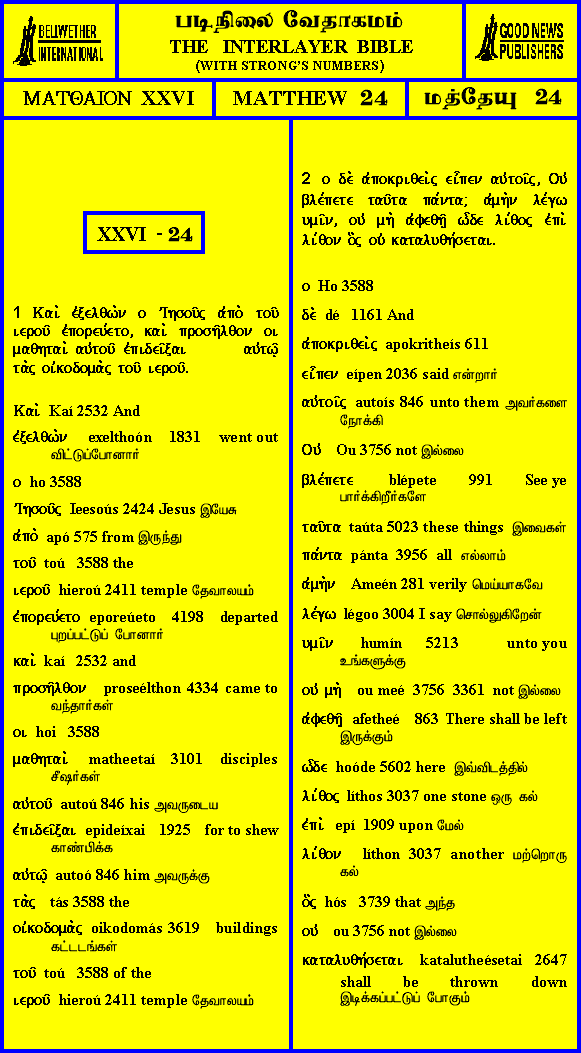 BELLWETHER
INTERNATIONAL
படிநிலை வேதாகமம்
THE INTERLAYER BIBLE
(WITH STRONG'S NUMBERS)
GOOD NEWS
PUBLISHERS
ΜΑΤΘΑΙΟΝ XXVI
MATTHEW 24
மத்தேயு 24
XXVI - 24
1 Καὶ ἐξελθὼν ο Ἰησοῦς ἀπὸ τοῦ
ιεροῦ ἐπορεύετο, καὶ προσῆλθον οι
μαθηταὶ αὐτοῦ ἐπιδεῖξαι αὐτῷ
τὰς οἰκοδομὰς τοῦ ιεροῦ.
Καὶ Kaí 2532 And
ἐξελθὼν exelthoón 1831 went out
விட்டுப்போனார்
ο ho 3588
Ἰησοῦς Ieesoús 2424 Jesus இயேசு
ἀπὸ apó 575 from இருந்து
τοῦ toú 3588 the
ιεροῦ hieroú 2411 temple தேவாலயம்
ἐπορεύετο eporeúeto 4198 departed
புறப்பட்டுப் போனார்
καὶ kaí 2532 and
προσῆλθον proseélthon 4334 came to
வந்தார்கள்
οι hoi 3588
μαθηταὶ matheetaí 3101 disciples
சீஷர்கள்
αὐτοῦ autoú 846 his அவருடைய
ἐπιδεῖξαι epideíxai 1925 for to shew
காண்பிக்க
αὐτῷ autoó 846 him அவருக்கு
τὰς tás 3588 the
οἰκοδομὰς oikodomás 3619 buildings
கட்டடங்கள்
τοῦ toú 3588 of the
ιεροῦ hieroú 2411 temple தேவாலயம்
2 ο δὲ ἀποκριθεὶς εἶπεν αὐτοῖς, Οὐ
βλέπετε ταῦτα πάντα; ἀμὴν λέγω
υμῖν, οὐ μὴ ἀφεθῇ ὧδε λίθος ἐπὶ
λίθον ὃς οὐ καταλυθήσεται.
ο Ho 3588
δὲ dé 1161 And
ἀποκριθεὶς apokritheís 611
εἶπεν eípen 2036 said என்றார்
αὐτοῖς autoís 846 unto them அவர்களை
நோக்கி
Οὐ Ou 3756 not இல்லை
βλέπετε blépete 991 See ye
பார்க்கிறீர்களே
ταῦτα taúta 5023 these things இவைகள்
πάντα pánta 3956 all எல்லாம்
ἀμὴν Ameén 281 verily மெய்யாகவே
λέγω légoo 3004 I say சொல்லுகிறேன்
υμῖν humín 5213 unto you
உங்களுக்கு
οὐ μὴ ou meé 3756 3361 not இல்லை
ἀφεθῇ afetheé 863 There shall be left
இருக்கும்
ὧδε hoóde 5602 here இவ்விடத்தில்
λίθος líthos 3037 one stone ஒரு கல்
ἐπὶ epí 1909 upon மேல்
λίθον líthon 3037 another மற்றொரு
கல்
ὃς hós 3739 that அந்த
οὐ ou 3756 not இல்லை
καταλυθήσεται katalutheésetai 2647
shall be thrown down
இடிக்கப்பட்டுப் போகும்